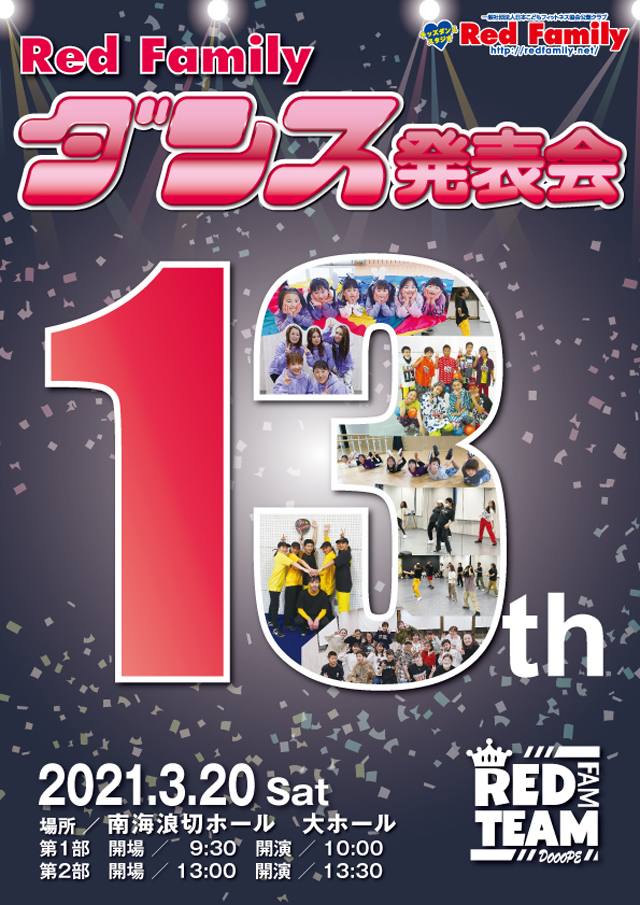 一般社団法人日本こどもフィットネス協会公認クラブ
キッズダンススタジオ
Red Family
http://redfamily.net/
Red Family
ダンス発表会
13th
2021.3.20 Sat
場所／南海浪切ホール　大ホール
第1部　開場／　9:30　開演／10:00
第2部　開場／13:00　開演／13:30
RED
FAM
TEAM
DOOOPE